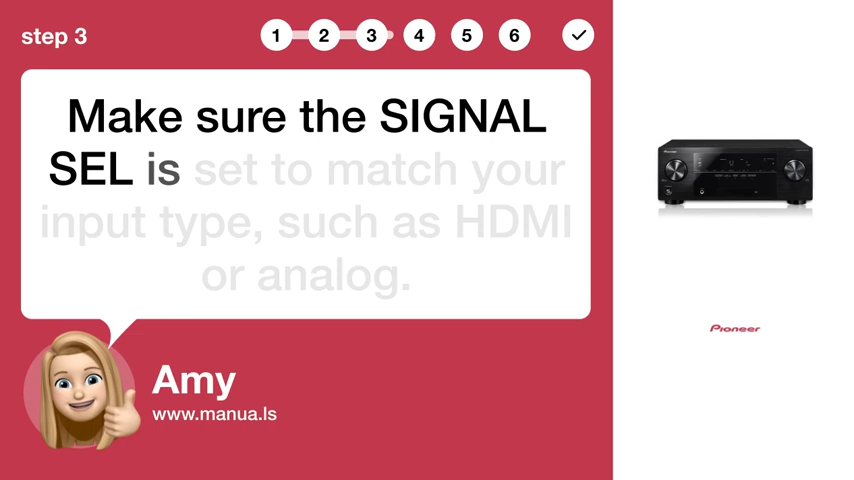 step 3
1 2 3 4 5 6
Make sure the SIGNAL
SEL is set to match your
input type, such as HDMI
or analog.
Amy
www.manua.ls
Pioneer